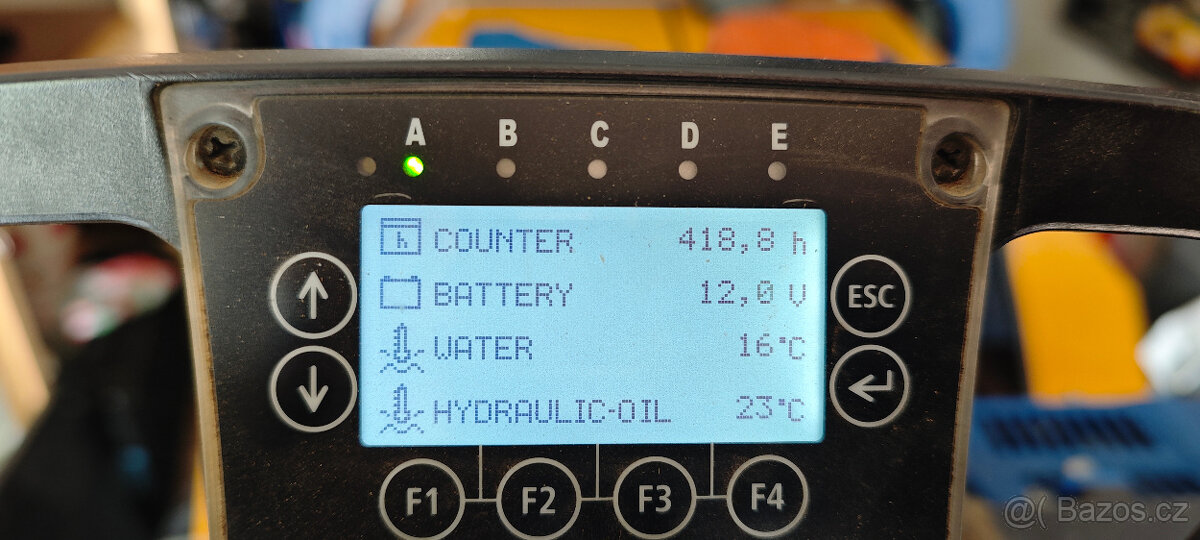 A B C D E
COUNTER 418,8 h
BATTERY 12,0 V
WATER 16°C
HYDRAULIC-OIL 23°C
ESC
F1 F2 F3 F4
@( Bazos.cz